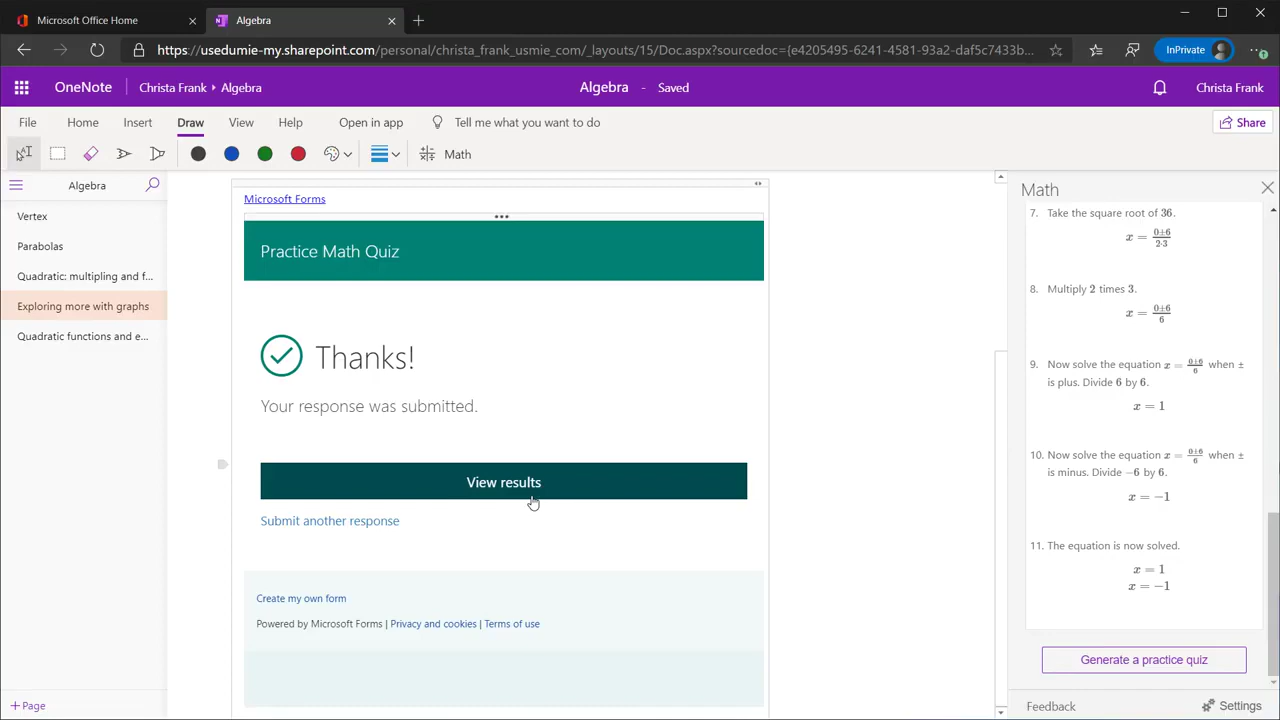 Microsoft Office Home
Algebra
https://usedumie-my.sharepoint.com/personal/christa_frank_usmie_com/_layouts/15/Doc.aspx?sourcedoc={e4205495-6241-4581-93a2-daf5c7433b...
InPrivate
OneNote
Christa Frank
Algebra
Algebra - Saved
Christa Frank
File
Home
Insert
Draw
View
Help
Open in app
Tell me what you want to do
Share
Math
Algebra
Vertex
Parabolas
Quadratic: multipling and f...
Exploring more with graphs
Quadratic functions and e...
+ Page
Microsoft Forms
Practice Math Quiz
Thanks!
Your response was submitted.
View results
Submit another response
Create my own form
Powered by Microsoft Forms | Privacy and cookies | Terms of use
Math
7. Take the square root of 36.
x = 0±6/2·3
8. Multiply 2 times 3.
x = 0±6/6
9. Now solve the equation x = 0±6/6 when ±
is plus. Divide 6 by 6.
x = 1
10. Now solve the equation x = 0±6/6 when ±
is minus. Divide −6 by 6.
x = −1
11. The equation is now solved.
x = 1
x = −1
Generate a practice quiz
Feedback
Settings